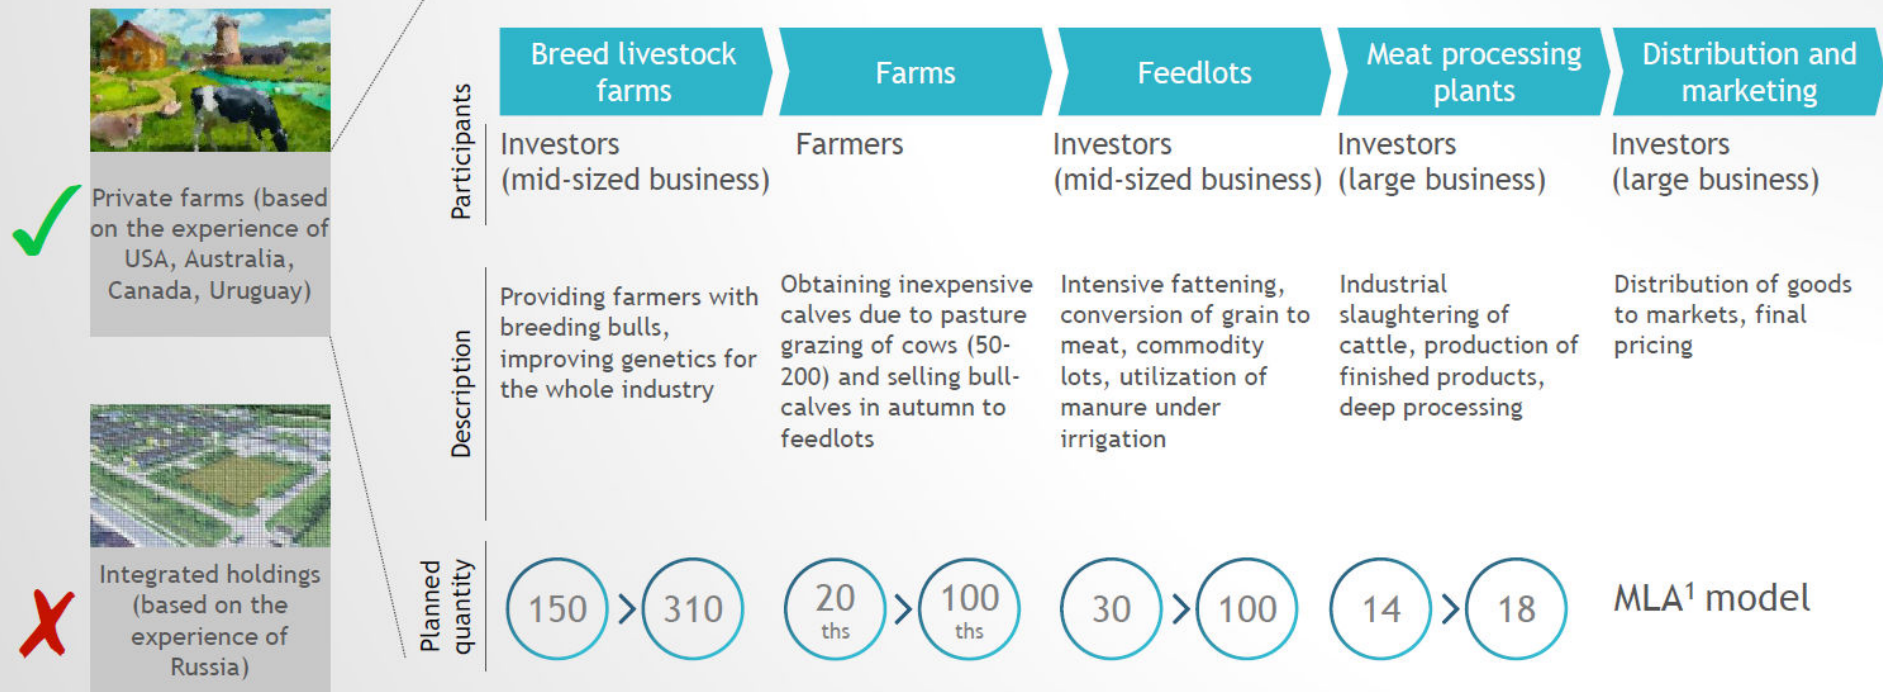 Private farms (based
on the experience of
USA, Australia,
Canada, Uruguay)
Integrated holdings
(based on the
experience of
Russia)
Participants
Breed livestock
farms
Farms
Feedlots
Meat processing
plants
Distribution and
marketing
Investors
(mid-sized business)
Farmers
Investors
(mid-sized business)
Investors
(large business)
Investors
(large business)
Description
Providing farmers with
breeding bulls,
improving genetics for
the whole industry
Obtaining inexpensive
calves due to pasture
grazing of cows (50-
200) and selling bull-
calves in autumn to
feedlots
Intensive fattening,
conversion of grain to
meat, commodity
lots, utilization of
manure under
irrigation
Industrial
slaughtering of
cattle, production of
finished products,
deep processing
Distribution of goods
to markets, final
pricing
Planned
quantity
150 > 310
20
ths
>
100
ths
30 > 100
14 > 18
MLA¹ model